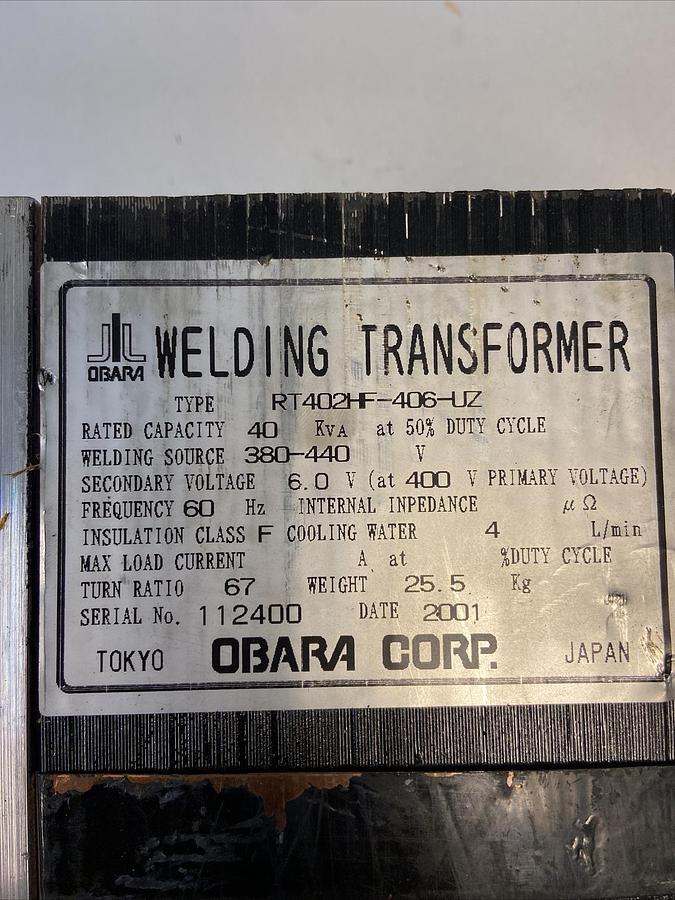 OBARA WELDING TRANSFORMER
TYPE RT402HF-406-UZ
RATED CAPACITY 40 KVA at 50% DUTY CYCLE
WELDING SOURCE 380-440 V
SECONDARY VOLTAGE 6.0 V (at 400 V PRIMARY VOLTAGE)
FREQUENCY 60 Hz INTERNAL INPEDANCE μΩ
INSULATION CLASS F COOLING WATER 4 L/min
MAX LOAD CURRENT A at %DUTY CYCLE
TURN RATIO 67 WEIGHT 25.5 Kg
SERIAL No. 112400 DATE 2001
TOKYO OBARA CORP. JAPAN